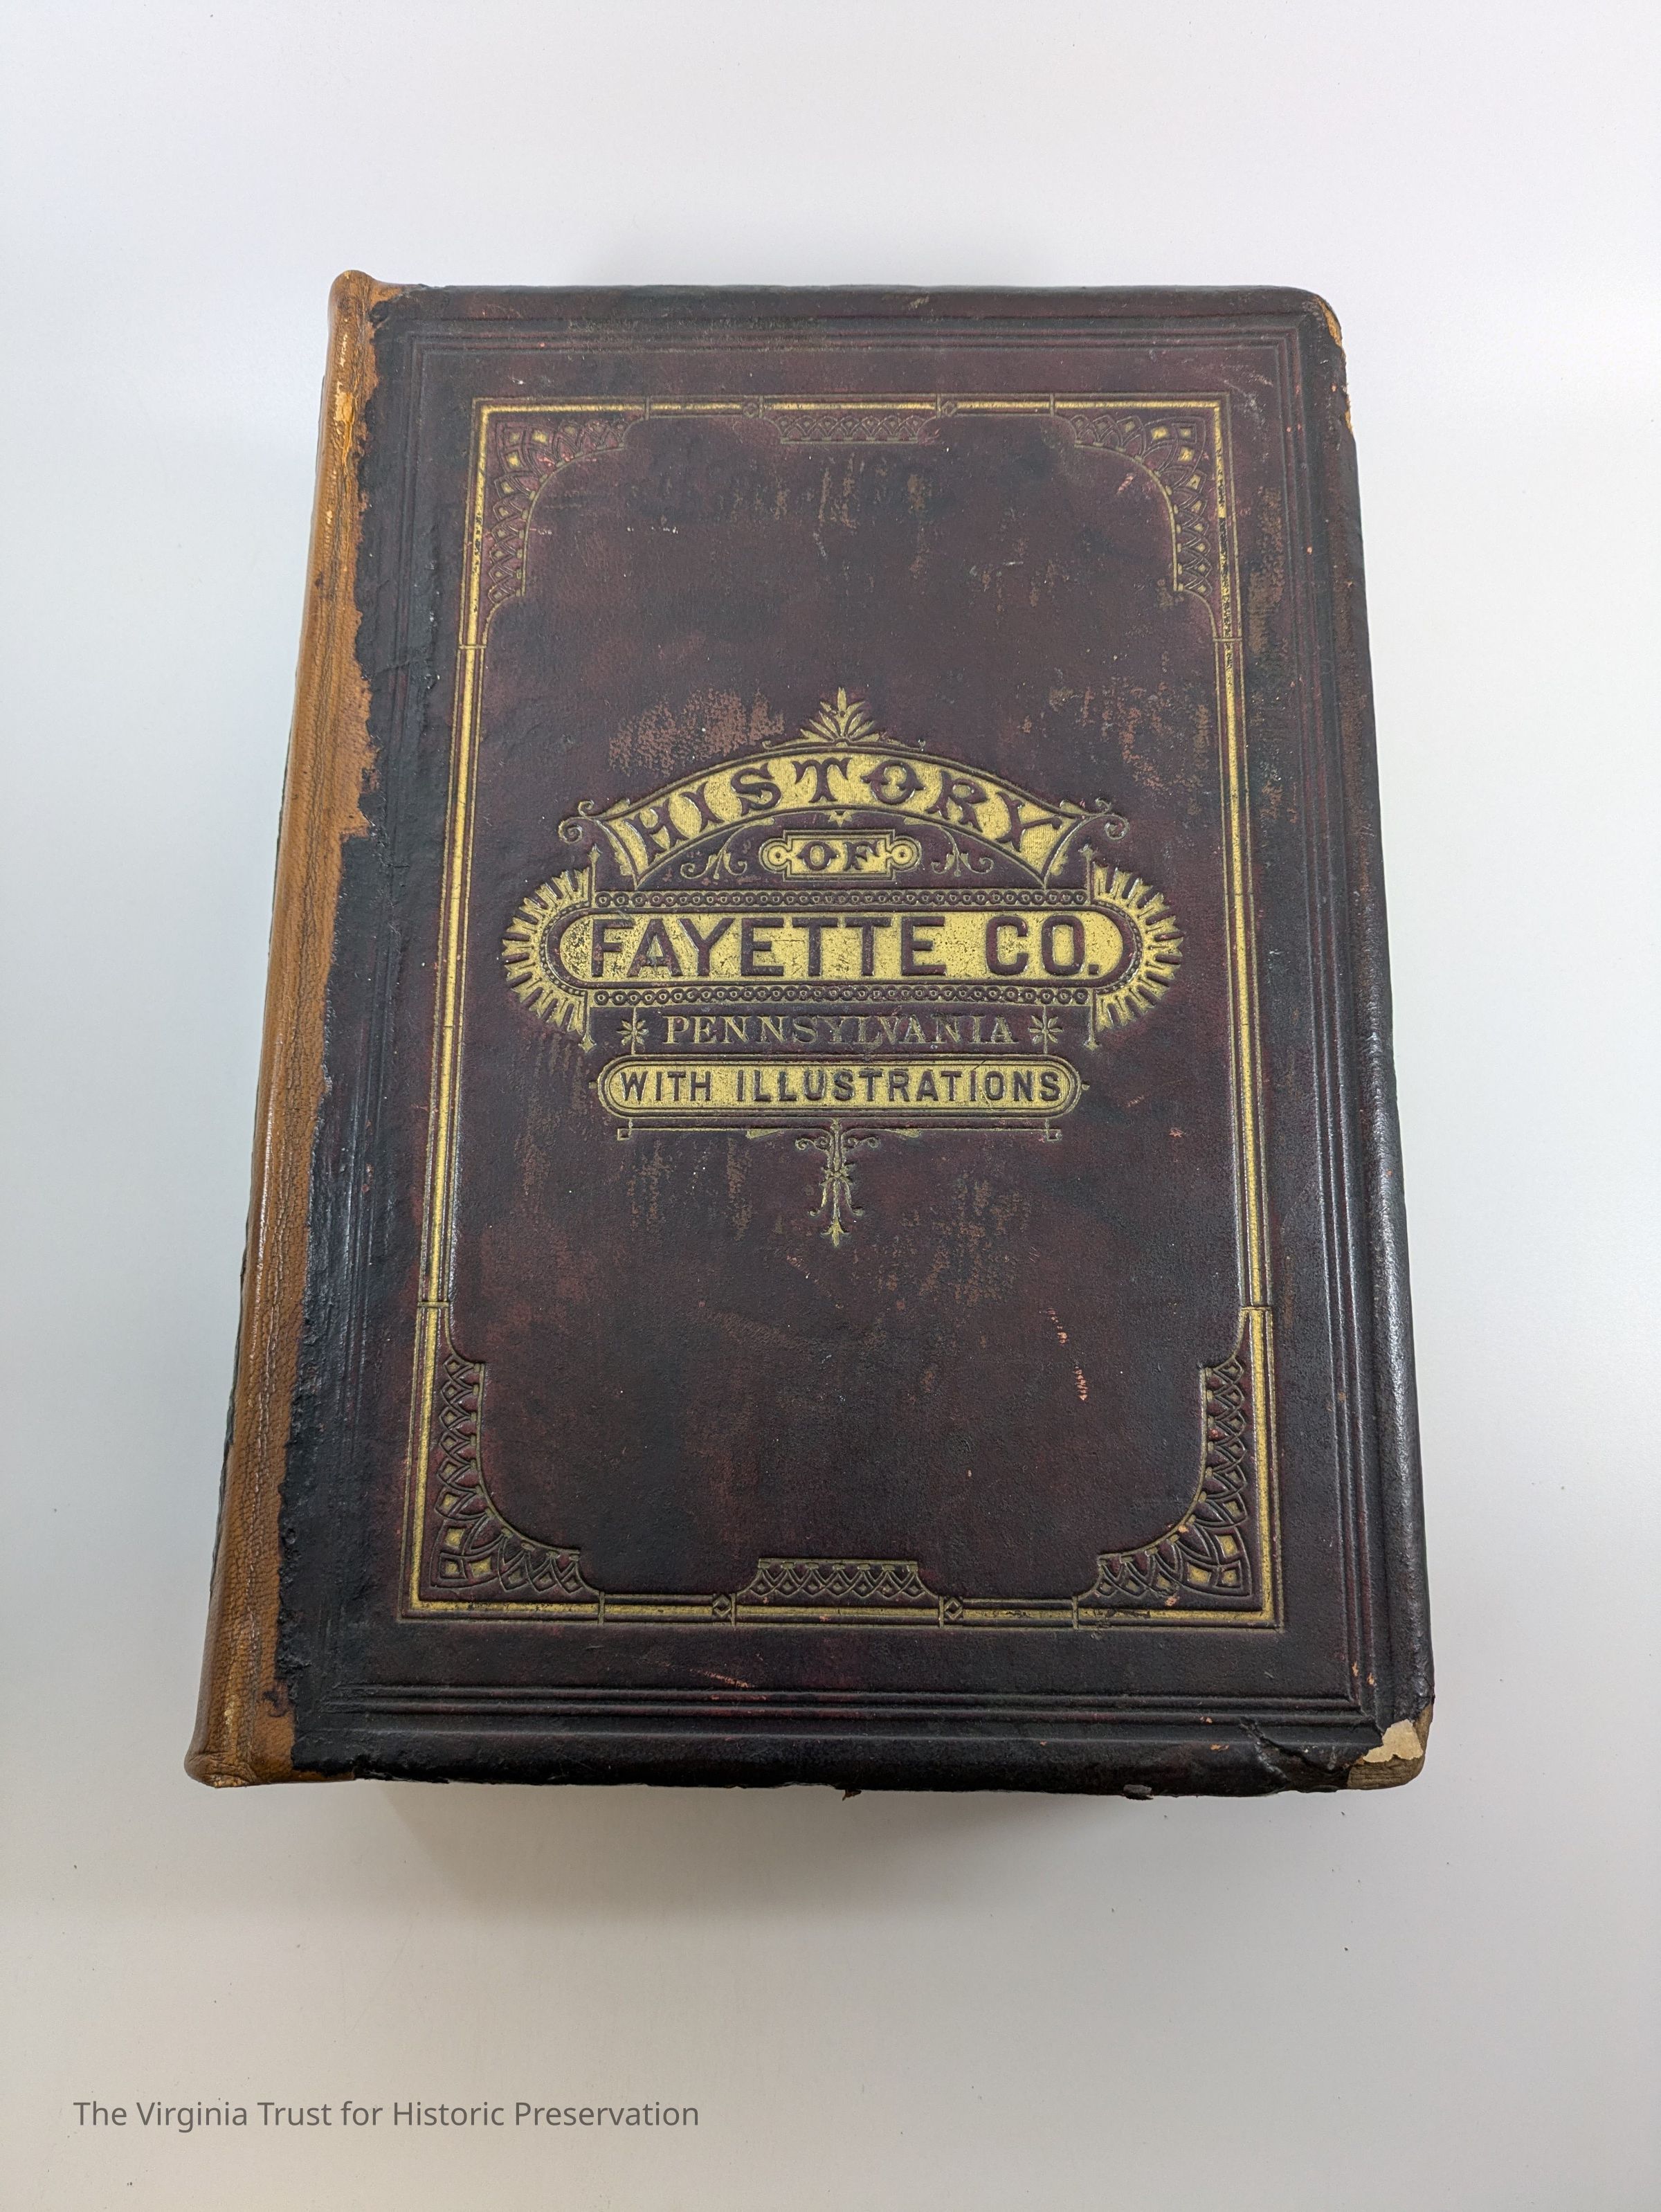 HISTORY
OF
FAYETTE CO.
PENNSYLVANIA
WITH ILLUSTRATIONS
The Virginia Trust for Historic Preservation